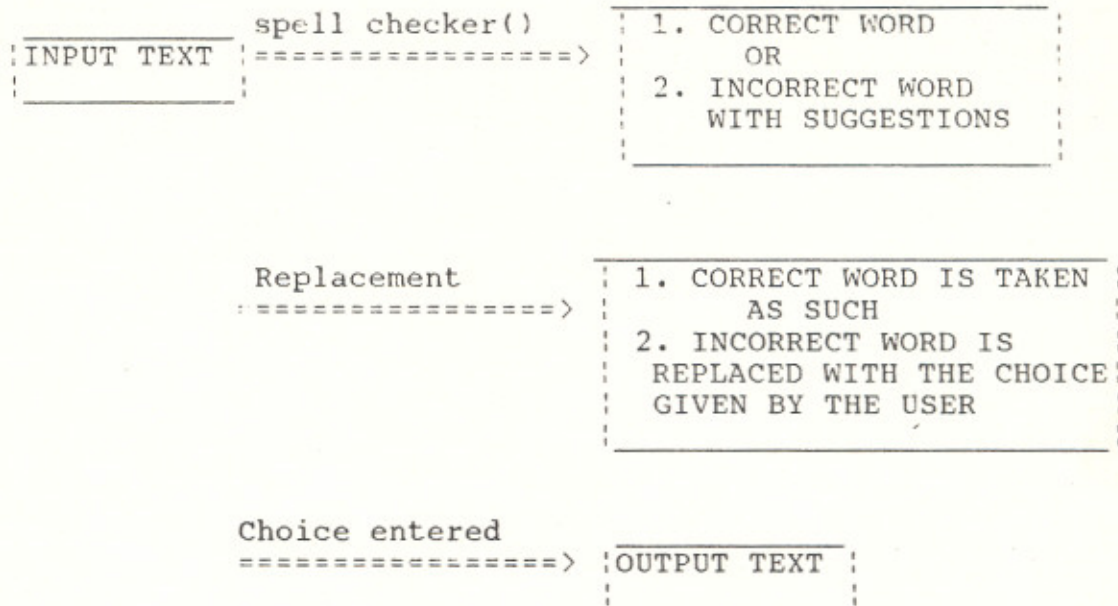 spell checker()
INPUT TEXT ================>
1. CORRECT WORD
OR
2. INCORRECT WORD
WITH SUGGESTIONS
Replacement
================>
1. CORRECT WORD IS TAKEN
AS SUCH
2. INCORRECT WORD IS
REPLACED WITH THE CHOICE
GIVEN BY THE USER
Choice entered
=================>
OUTPUT TEXT